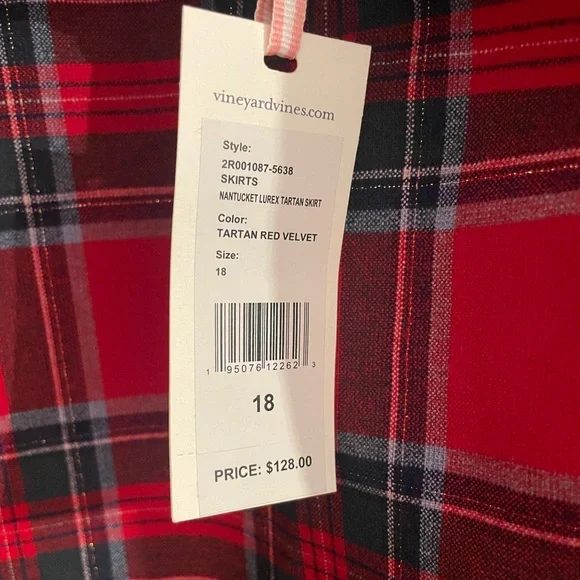 vineyardvines.com
Style:
2R001087-5638
SKIRTS
NANTUCKET LUREX TARTAN SKIRT
Color:
TARTAN RED VELVET
Size:
18
1 95076 12262 3
18
PRICE: $128.00